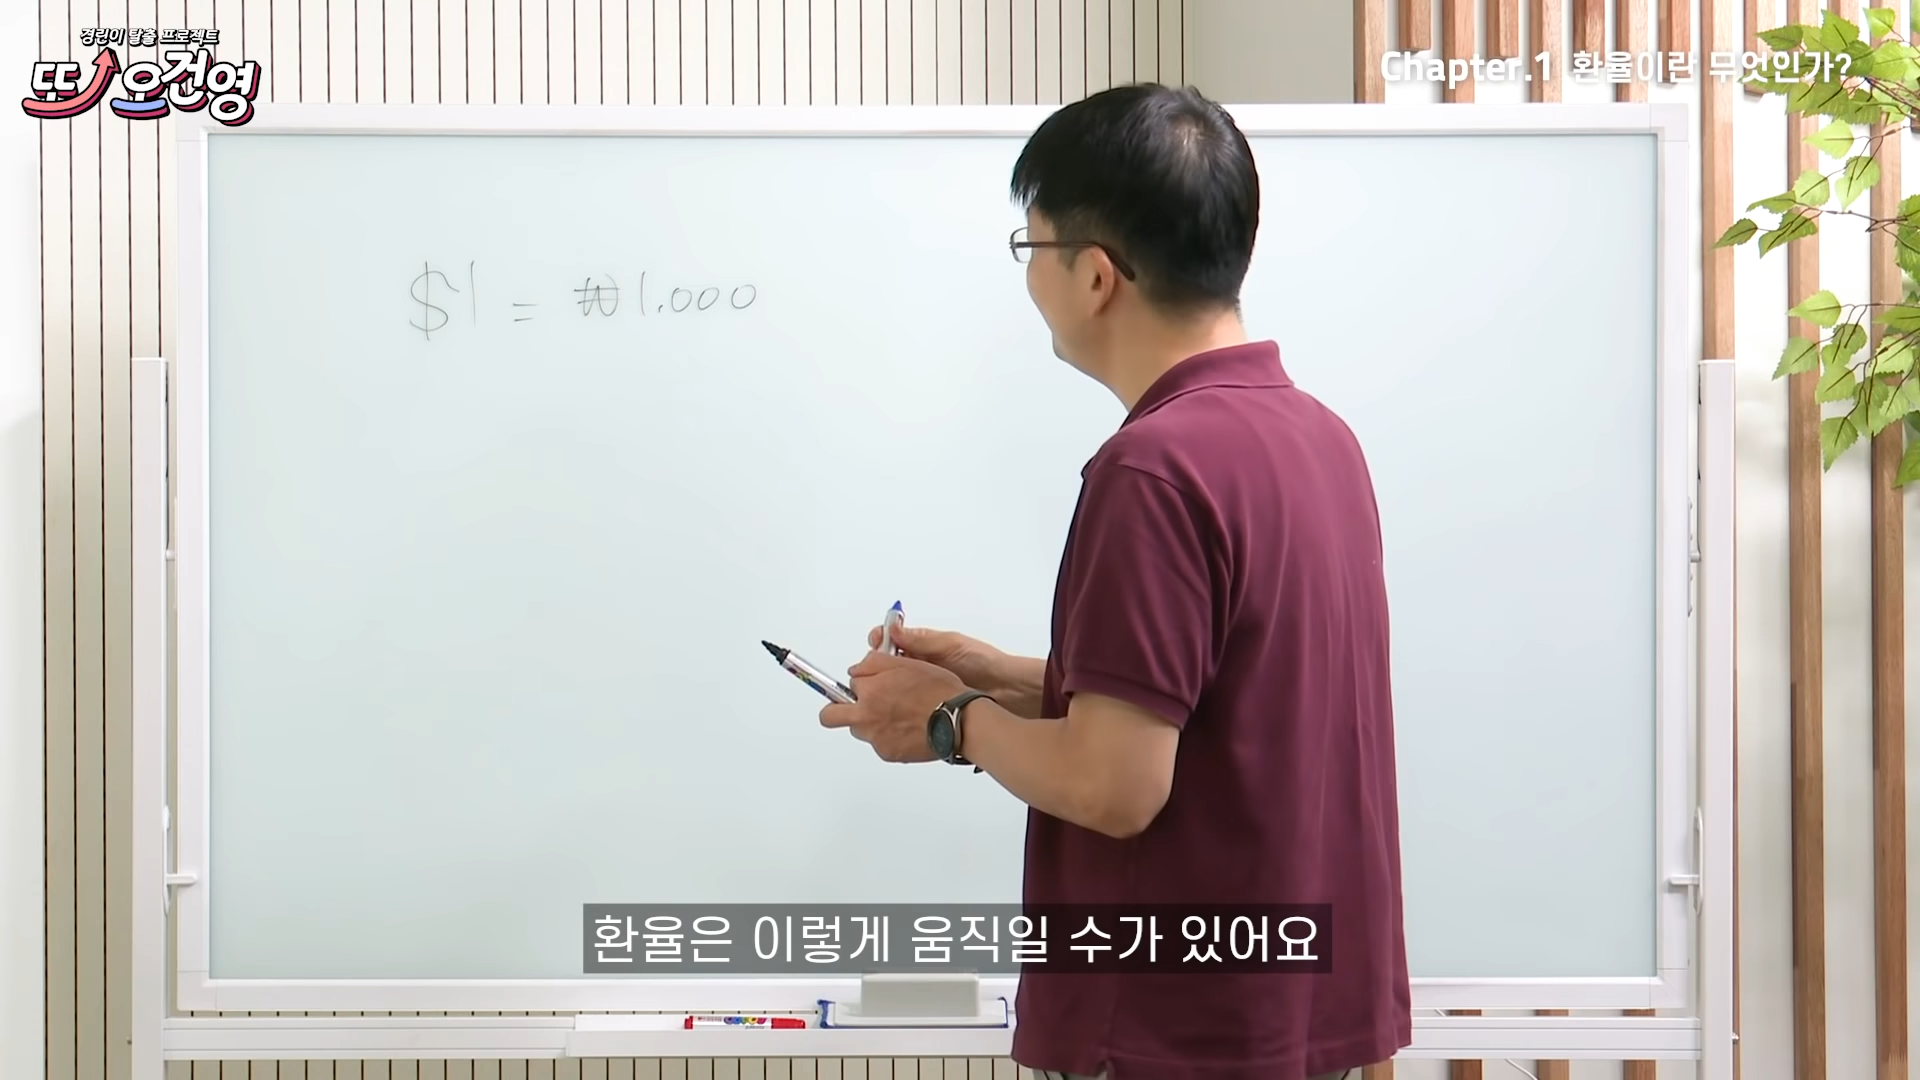 경린이 탈출 프로젝트
또! 오건영
Chapter.1 환율이란 무엇인가?
$1 = ₩1.000
환율은 이렇게 움직일 수가 있어요